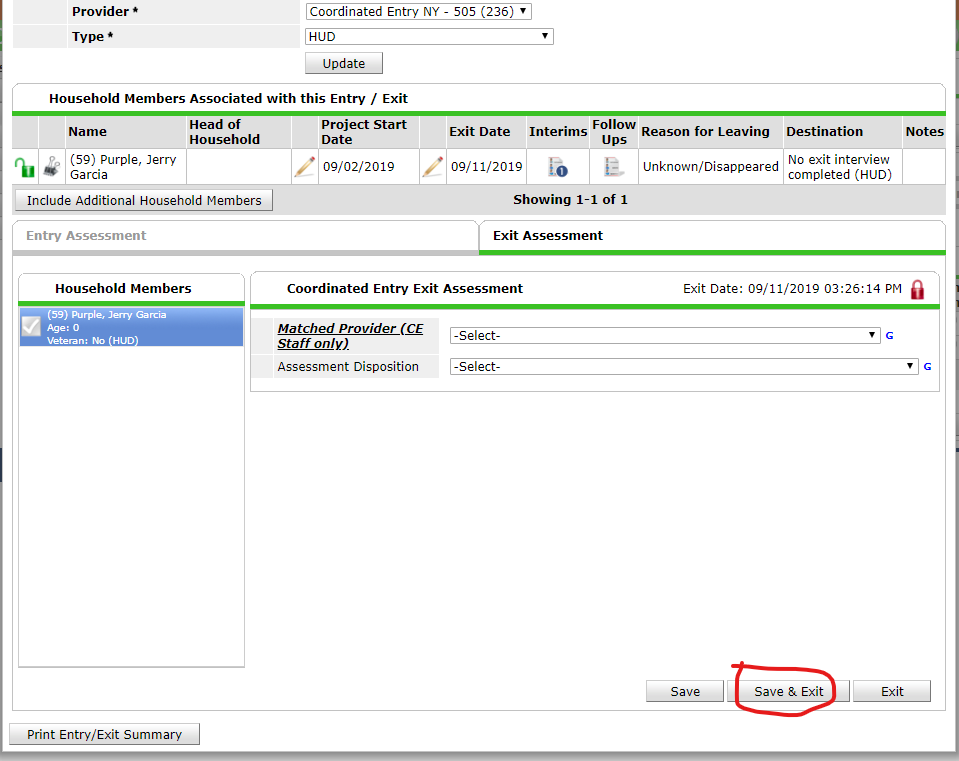 Provider *
Coordinated Entry NY - 505 (236)
Type *
HUD
Update
Household Members Associated with this Entry / Exit
Name
Head of
Household
Project Start
Date
Exit Date
Interims
Follow
Ups
Reason for Leaving
Destination
Notes
(59) Purple, Jerry
Garcia
09/02/2019
09/11/2019
1
Unknown/Disappeared
No exit interview
completed (HUD)
Include Additional Household Members
Showing 1-1 of 1
Entry Assessment
Exit Assessment
Household Members
(59) Purple, Jerry Garcia
Age: 0
Veteran: No (HUD)
Coordinated Entry Exit Assessment
Exit Date: 09/11/2019 03:26:14 PM
Matched Provider (CE
Staff only)
-Select-
G
Assessment Disposition
-Select-
G
Save
Save & Exit
Exit
Print Entry/Exit Summary